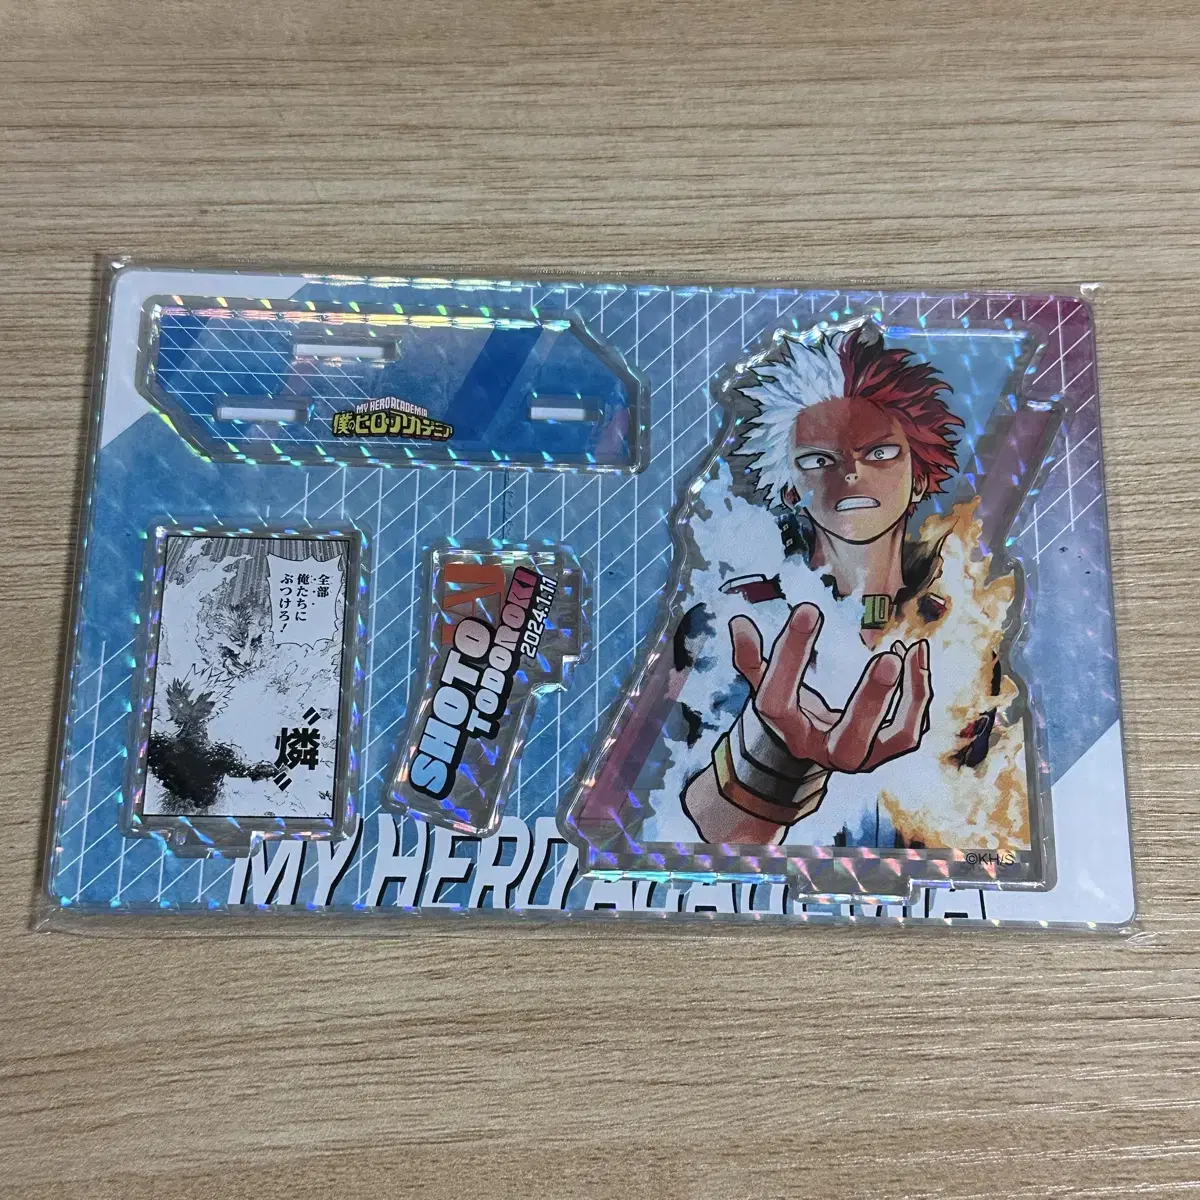 MY HERO ACADEMIA
僕のヒーローアカデミア
全部
俺たちに
ぶつけろ!
“燐”
SHOTO
TODOROKI
2024.1.11
©KH/S
MY HERO ACADEMIA